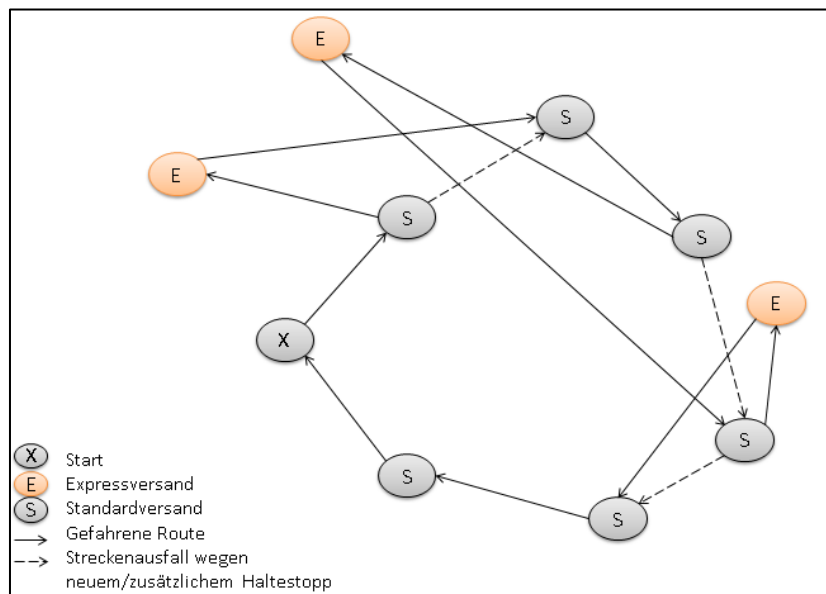 E
S
E
S
S
E
X
S
S
S
X Start
E Expressversand
S Standardversand
Gefahrene Route
Streckenausfall wegen
neuem/zusätzlichem Haltestopp